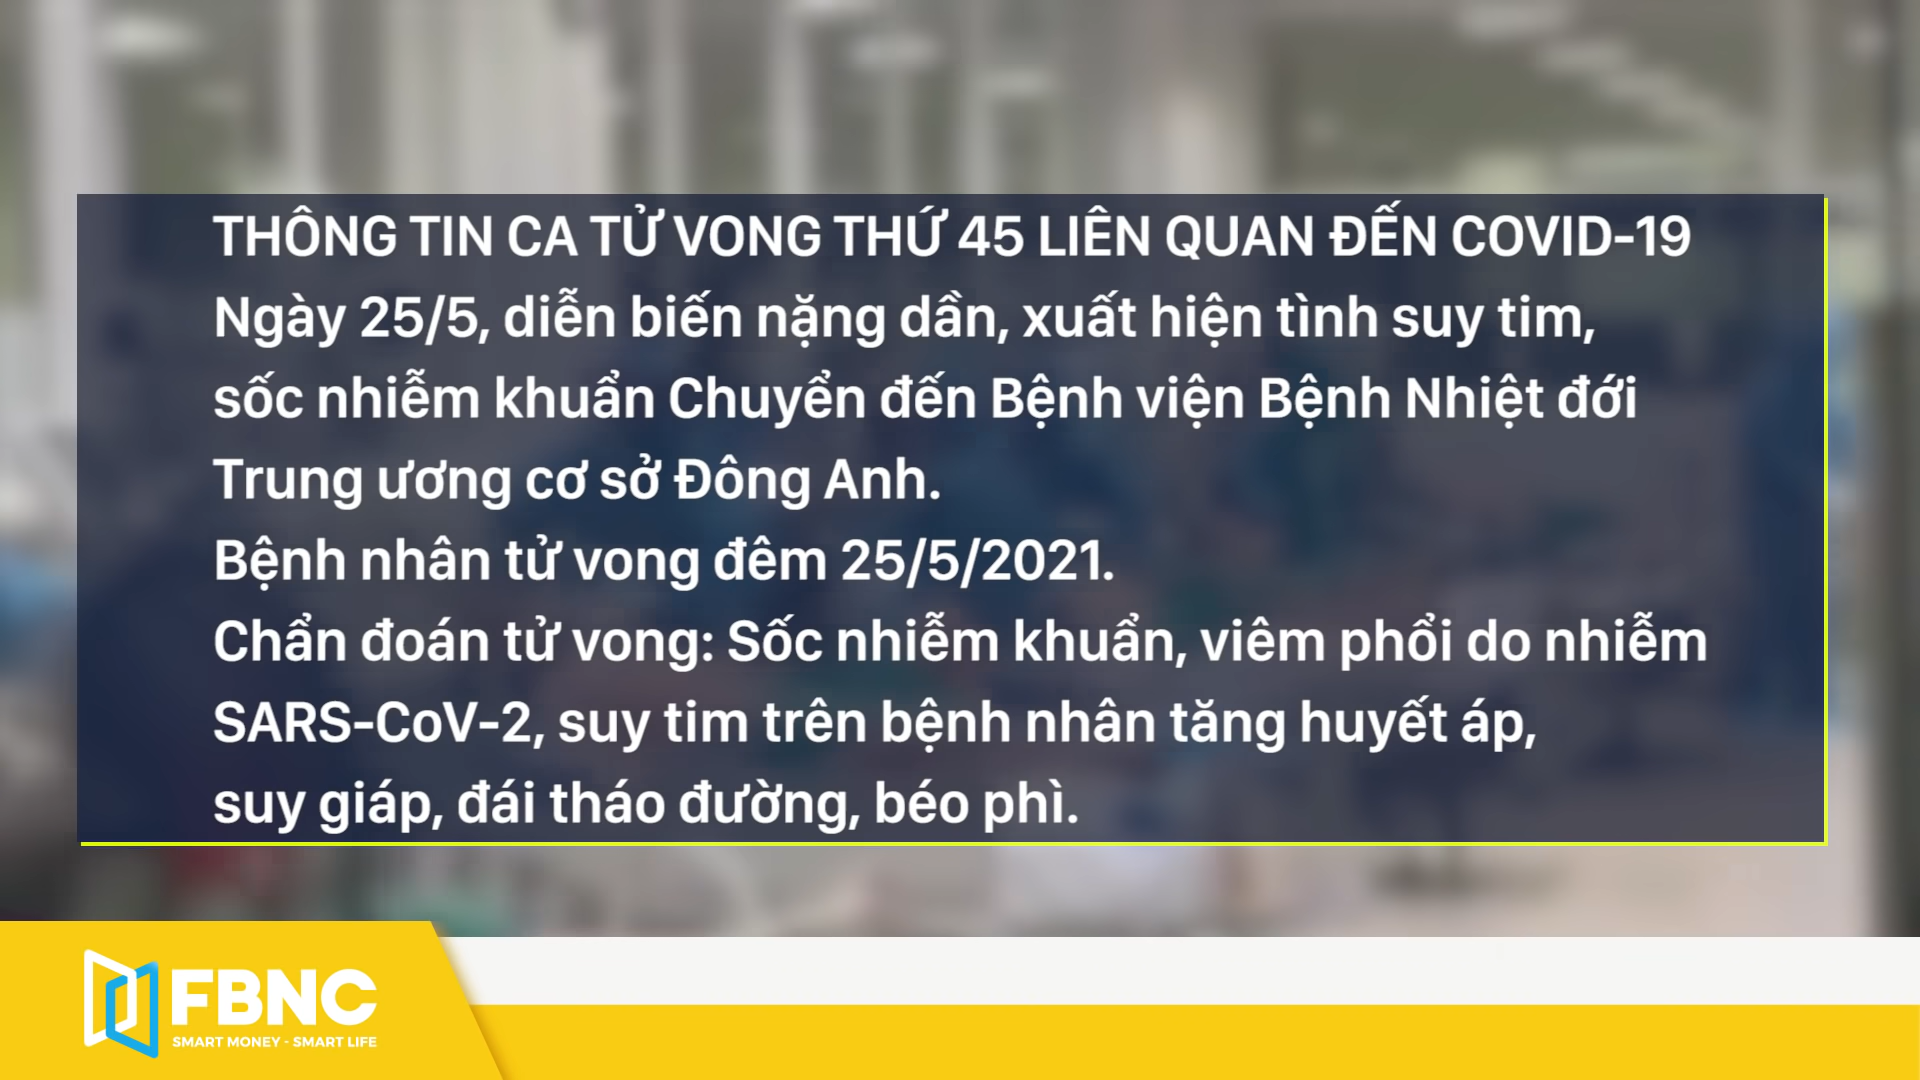 THÔNG TIN CA TỬ VONG THỨ 45 LIÊN QUAN ĐẾN COVID-19
Ngày 25/5, diễn biến nặng dần, xuất hiện tình suy tim,
sốc nhiễm khuẩn Chuyển đến Bệnh viện Bệnh Nhiệt đới
Trung ương cơ sở Đông Anh.
Bệnh nhân tử vong đêm 25/5/2021.
Chẩn đoán tử vong: Sốc nhiễm khuẩn, viêm phổi do nhiễm
SARS-CoV-2, suy tim trên bệnh nhân tăng huyết áp,
suy giáp, đái tháo đường, béo phì.
FBNC
SMART MONEY - SMART LIFE